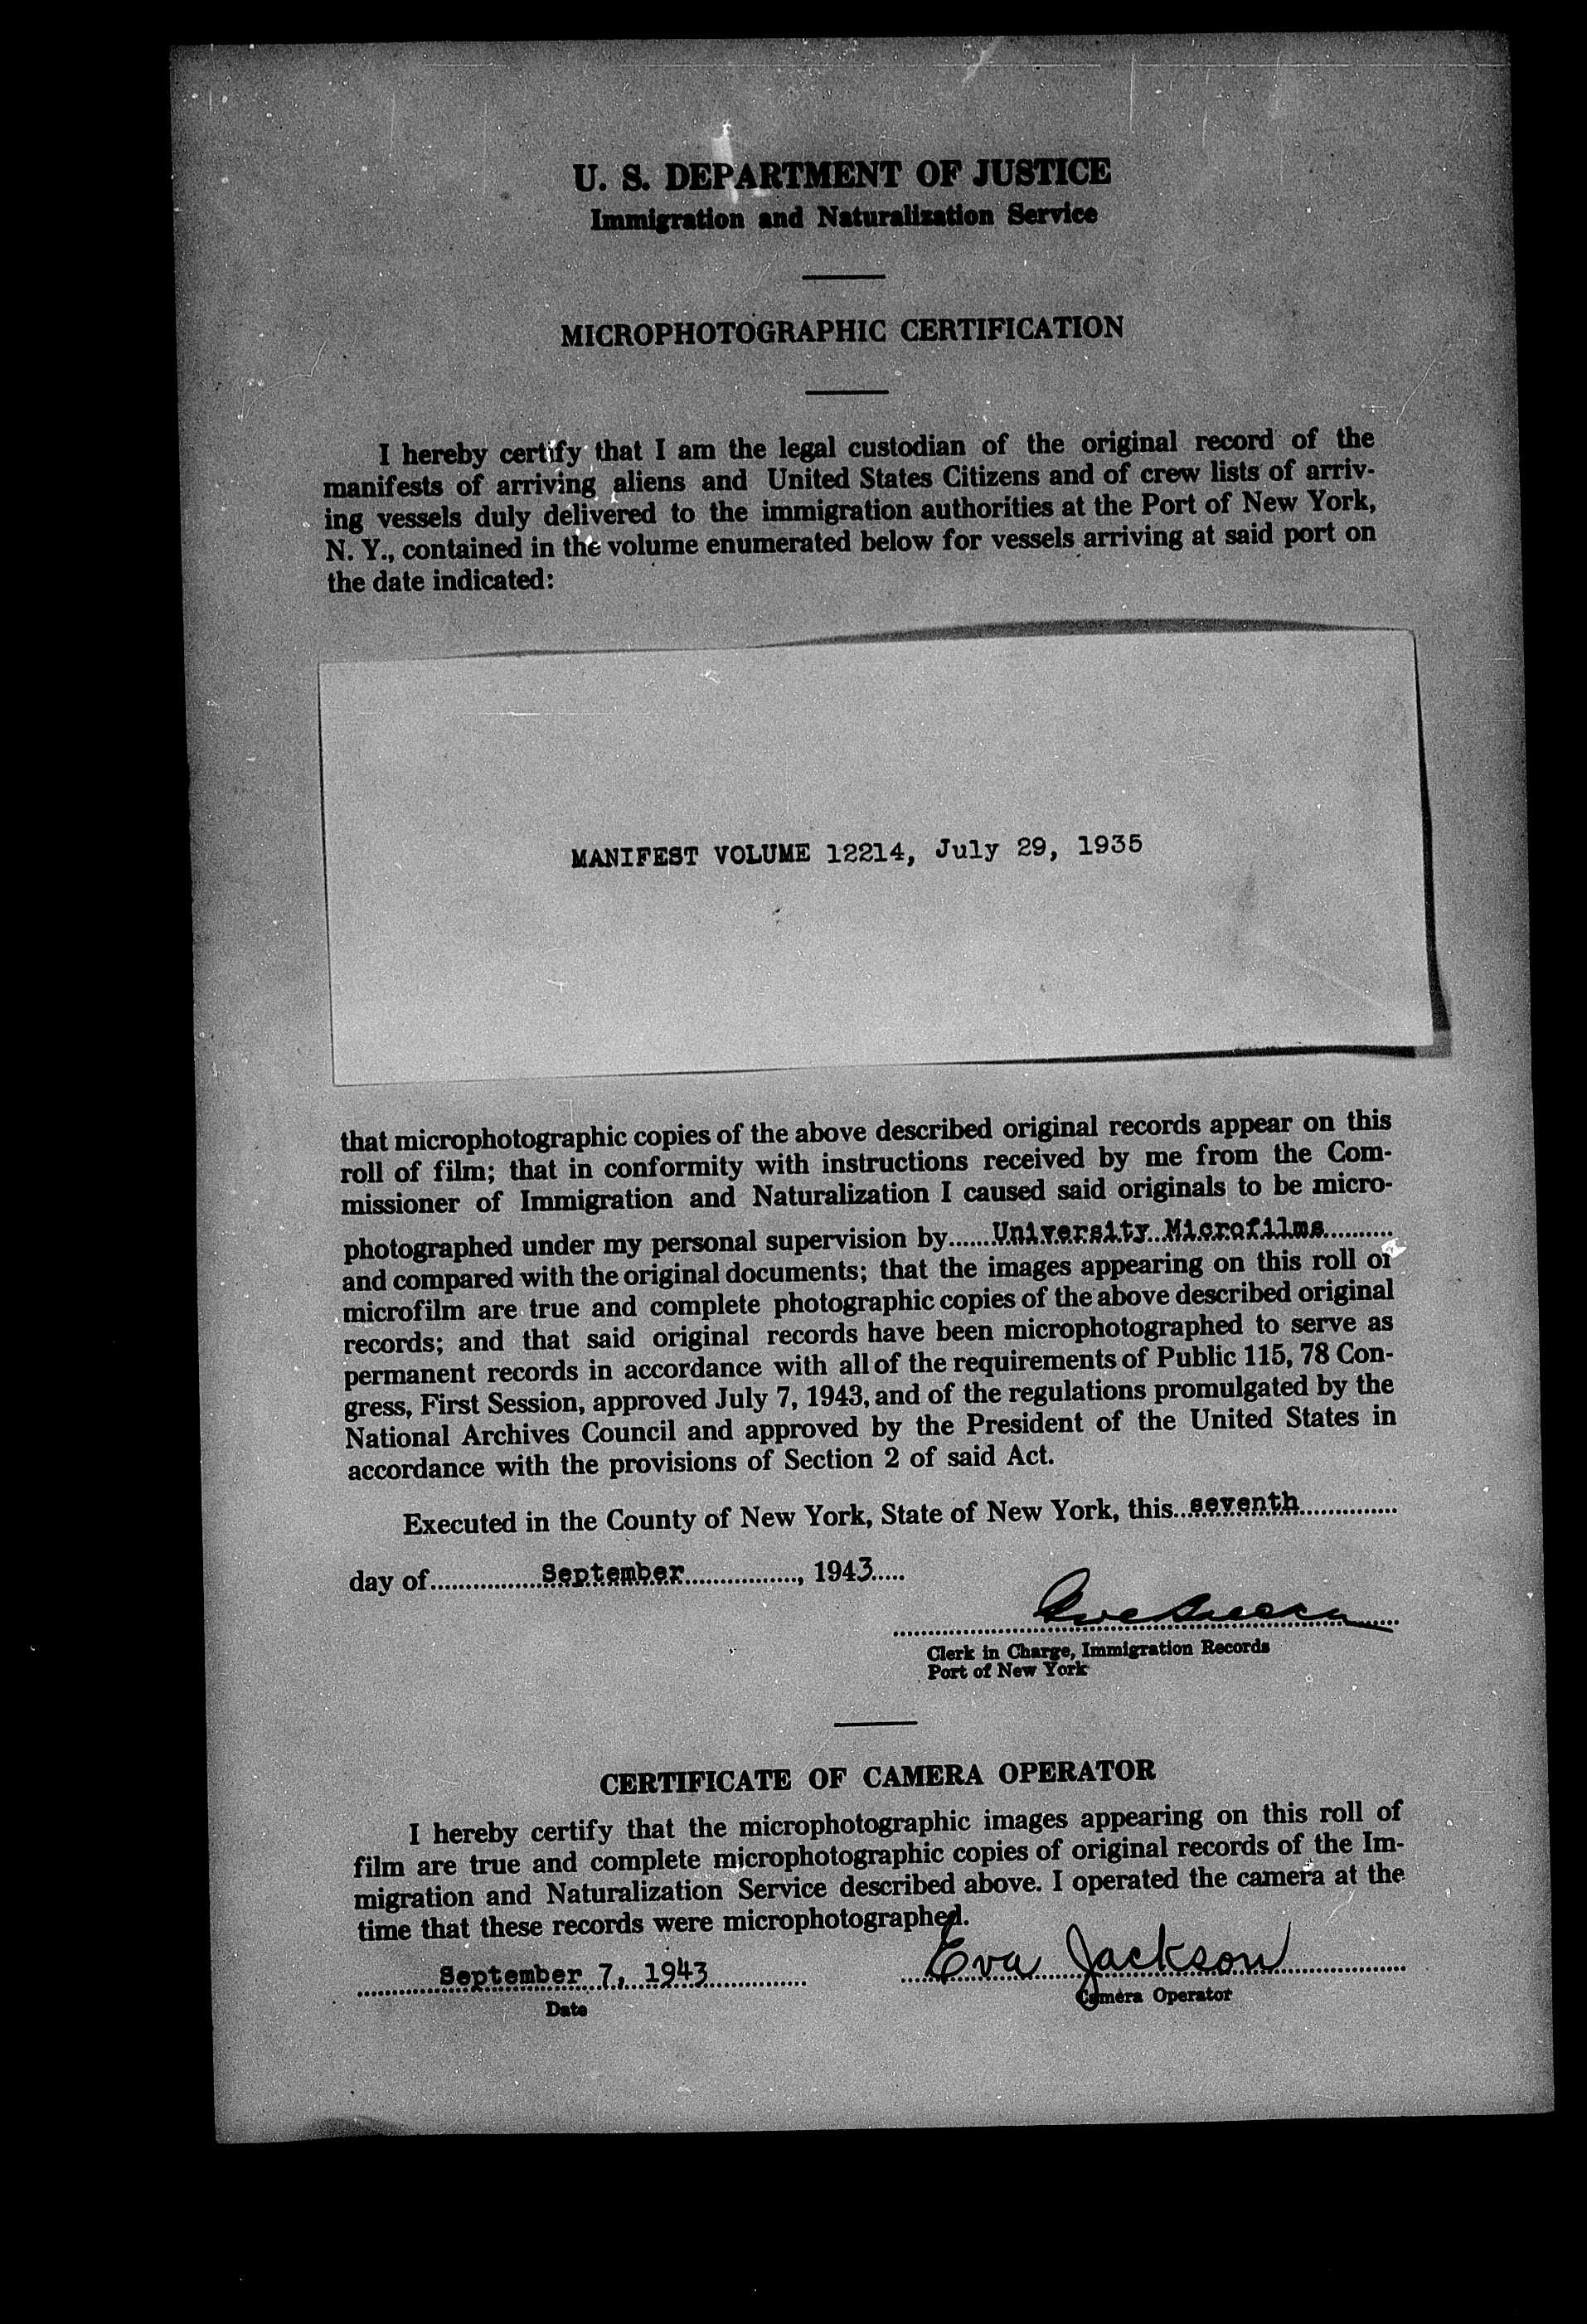 U. S. DEPARTMENT OF JUSTICE
Immigration and Naturalization Service
MICROPHOTOGRAPHIC CERTIFICATION
I hereby certify that I am the legal custodian of the original record of the
manifests of arriving aliens and United States Citizens and of crew lists of arriv-
ing vessels duly delivered to the immigration authorities at the Port of New York,
N. Y., contained in the volume enumerated below for vessels arriving at said port on
the date indicated:
MANIFEST VOLUME 12214, July 29, 1935
that microphotographic copies of the above described original records appear on this
roll of film; that in conformity with instructions received by me from the Com-
missioner of Immigration and Naturalization I caused said originals to be micro-
photographed under my personal supervision by......University Microfilms..........
and compared with the original documents; that the images appearing on this roll of
microfilm are true and complete photographic copies of the above described original
records; and that said original records have been microphotographed to serve as
permanent records in accordance with all of the requirements of Public 115, 78 Con-
gress, First Session, approved July 7, 1943, and of the regulations promulgated by the
National Archives Council and approved by the President of the United States in
accordance with the provisions of Section 2 of said Act.
Executed in the County of New York, State of New York, this...seventh..............
day of................September................, 1943.....
Clerk in Charge, Immigration Records
Port of New York
CERTIFICATE OF CAMERA OPERATOR
I hereby certify that the microphotographic images appearing on this roll of
film are true and complete microphotographic copies of original records of the Im-
migration and Naturalization Service described above. I operated the camera at the
time that these records were microphotographed.
September 7, 1943 Eva Jackson
Date Camera Operator